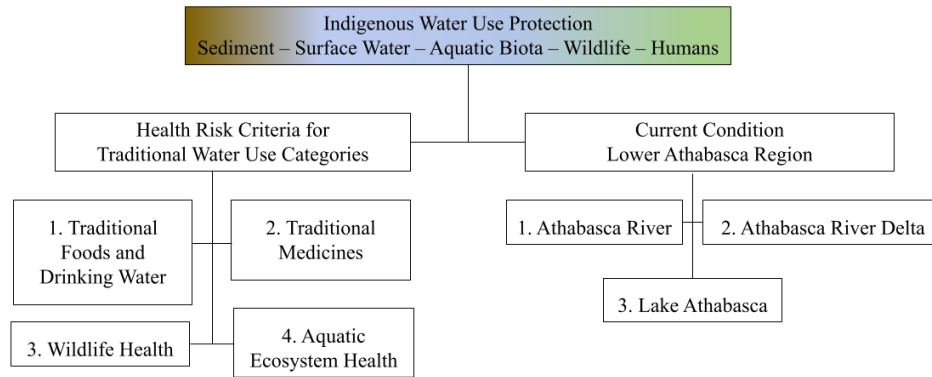 Indigenous Water Use Protection
Sediment – Surface Water – Aquatic Biota – Wildlife – Humans
Health Risk Criteria for
Traditional Water Use Categories
Current Condition
Lower Athabasca Region
1. Traditional
Foods and
Drinking Water
2. Traditional
Medicines
1. Athabasca River
2. Athabasca River Delta
3. Lake Athabasca
3. Wildlife Health
4. Aquatic
Ecosystem Health